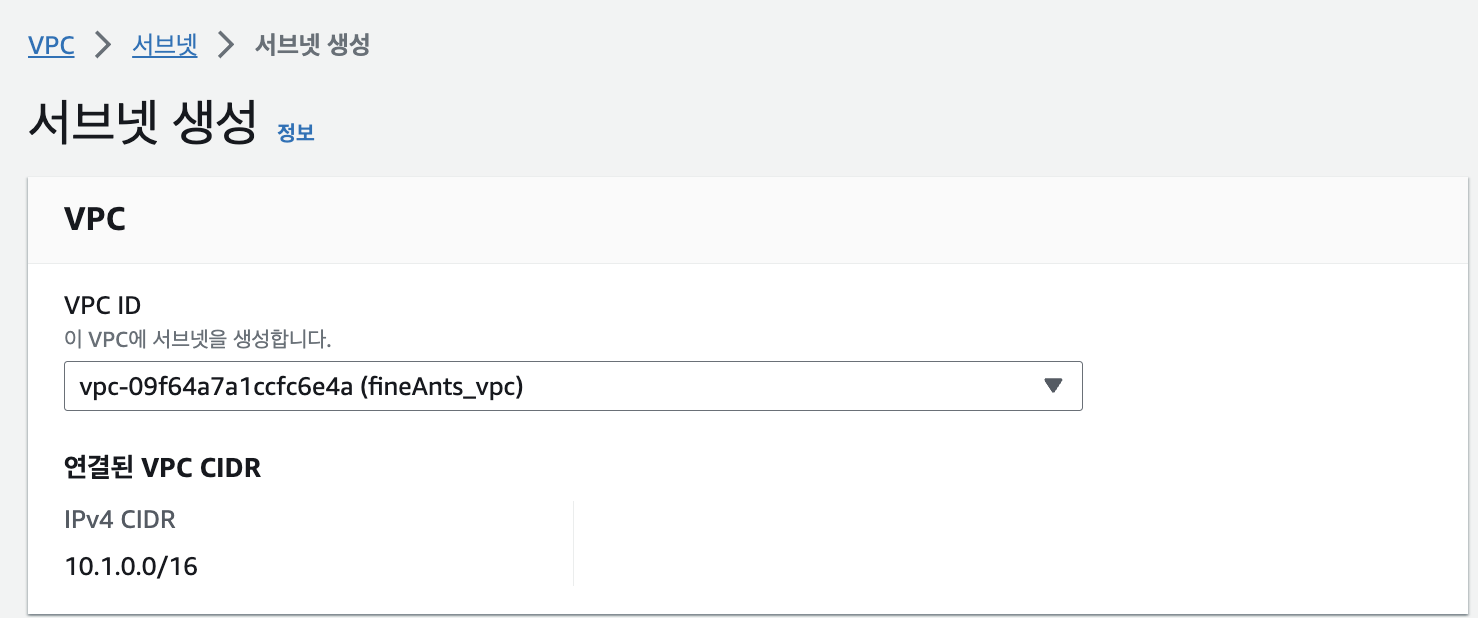 VPC > 서브넷 > 서브넷 생성
서브넷 생성 정보
VPC
VPC ID
이 VPC에 서브넷을 생성합니다.
vpc-09f64a7a1ccfc6e4a (fineAnts_vpc)
연결된 VPC CIDR
IPv4 CIDR
10.1.0.0/16